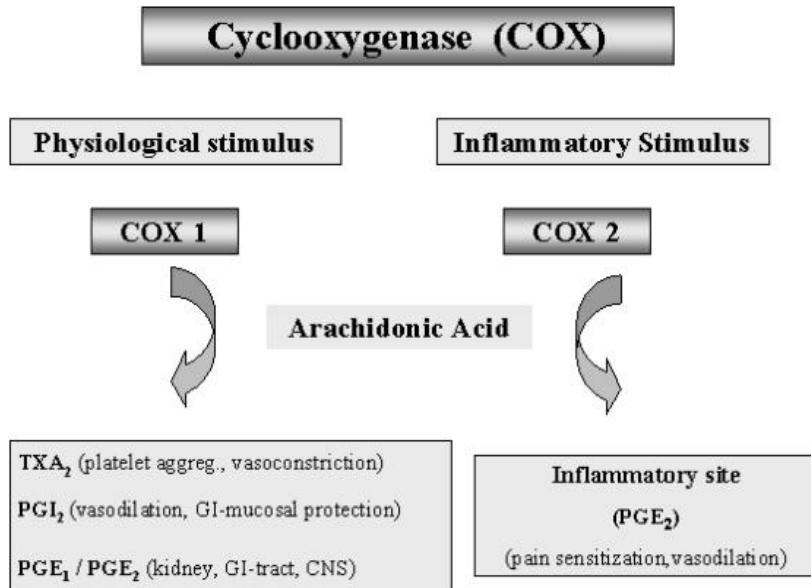 Cyclooxygenase (COX)
Physiological stimulus
Inflammatory Stimulus
COX 1
COX 2
Arachidonic Acid
TXA₂ (platelet aggreg., vasoconstriction)
PGI₂ (vasodilation, GI-mucosal protection)
PGE₁ / PGE₂ (kidney, GI-tract, CNS)
Inflammatory site
(PGE₂)
(pain sensitization,vasodilation)